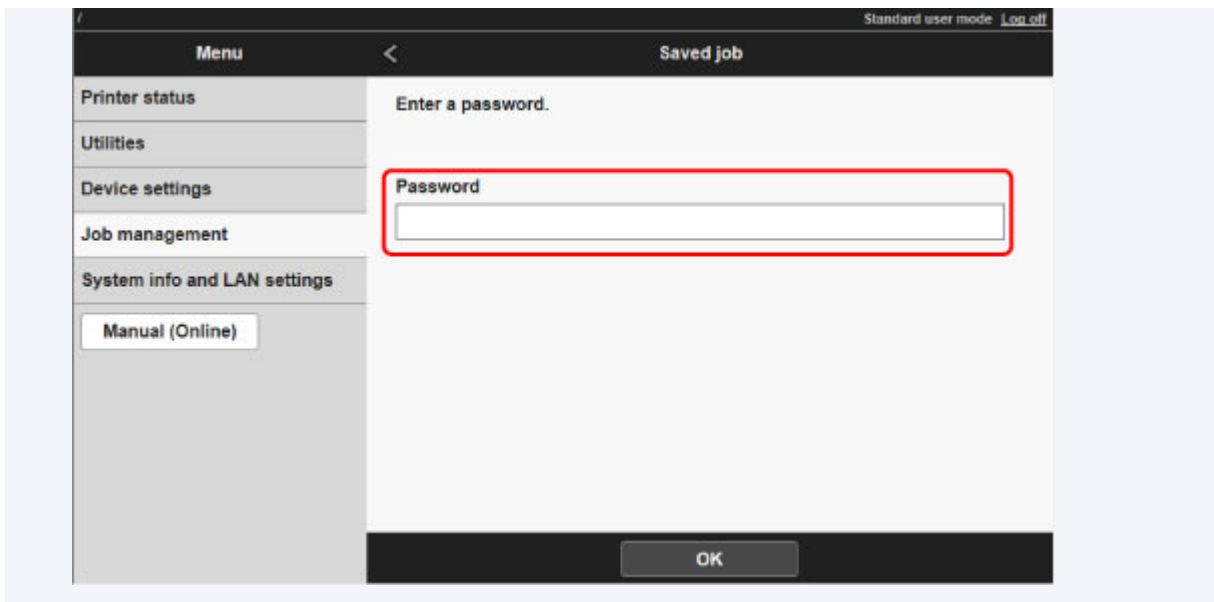 Standard user mode Log off
Menu
< Saved job
Printer status
Utilities
Device settings
Job management
System info and LAN settings
Manual (Online)
Enter a password.
Password
OK